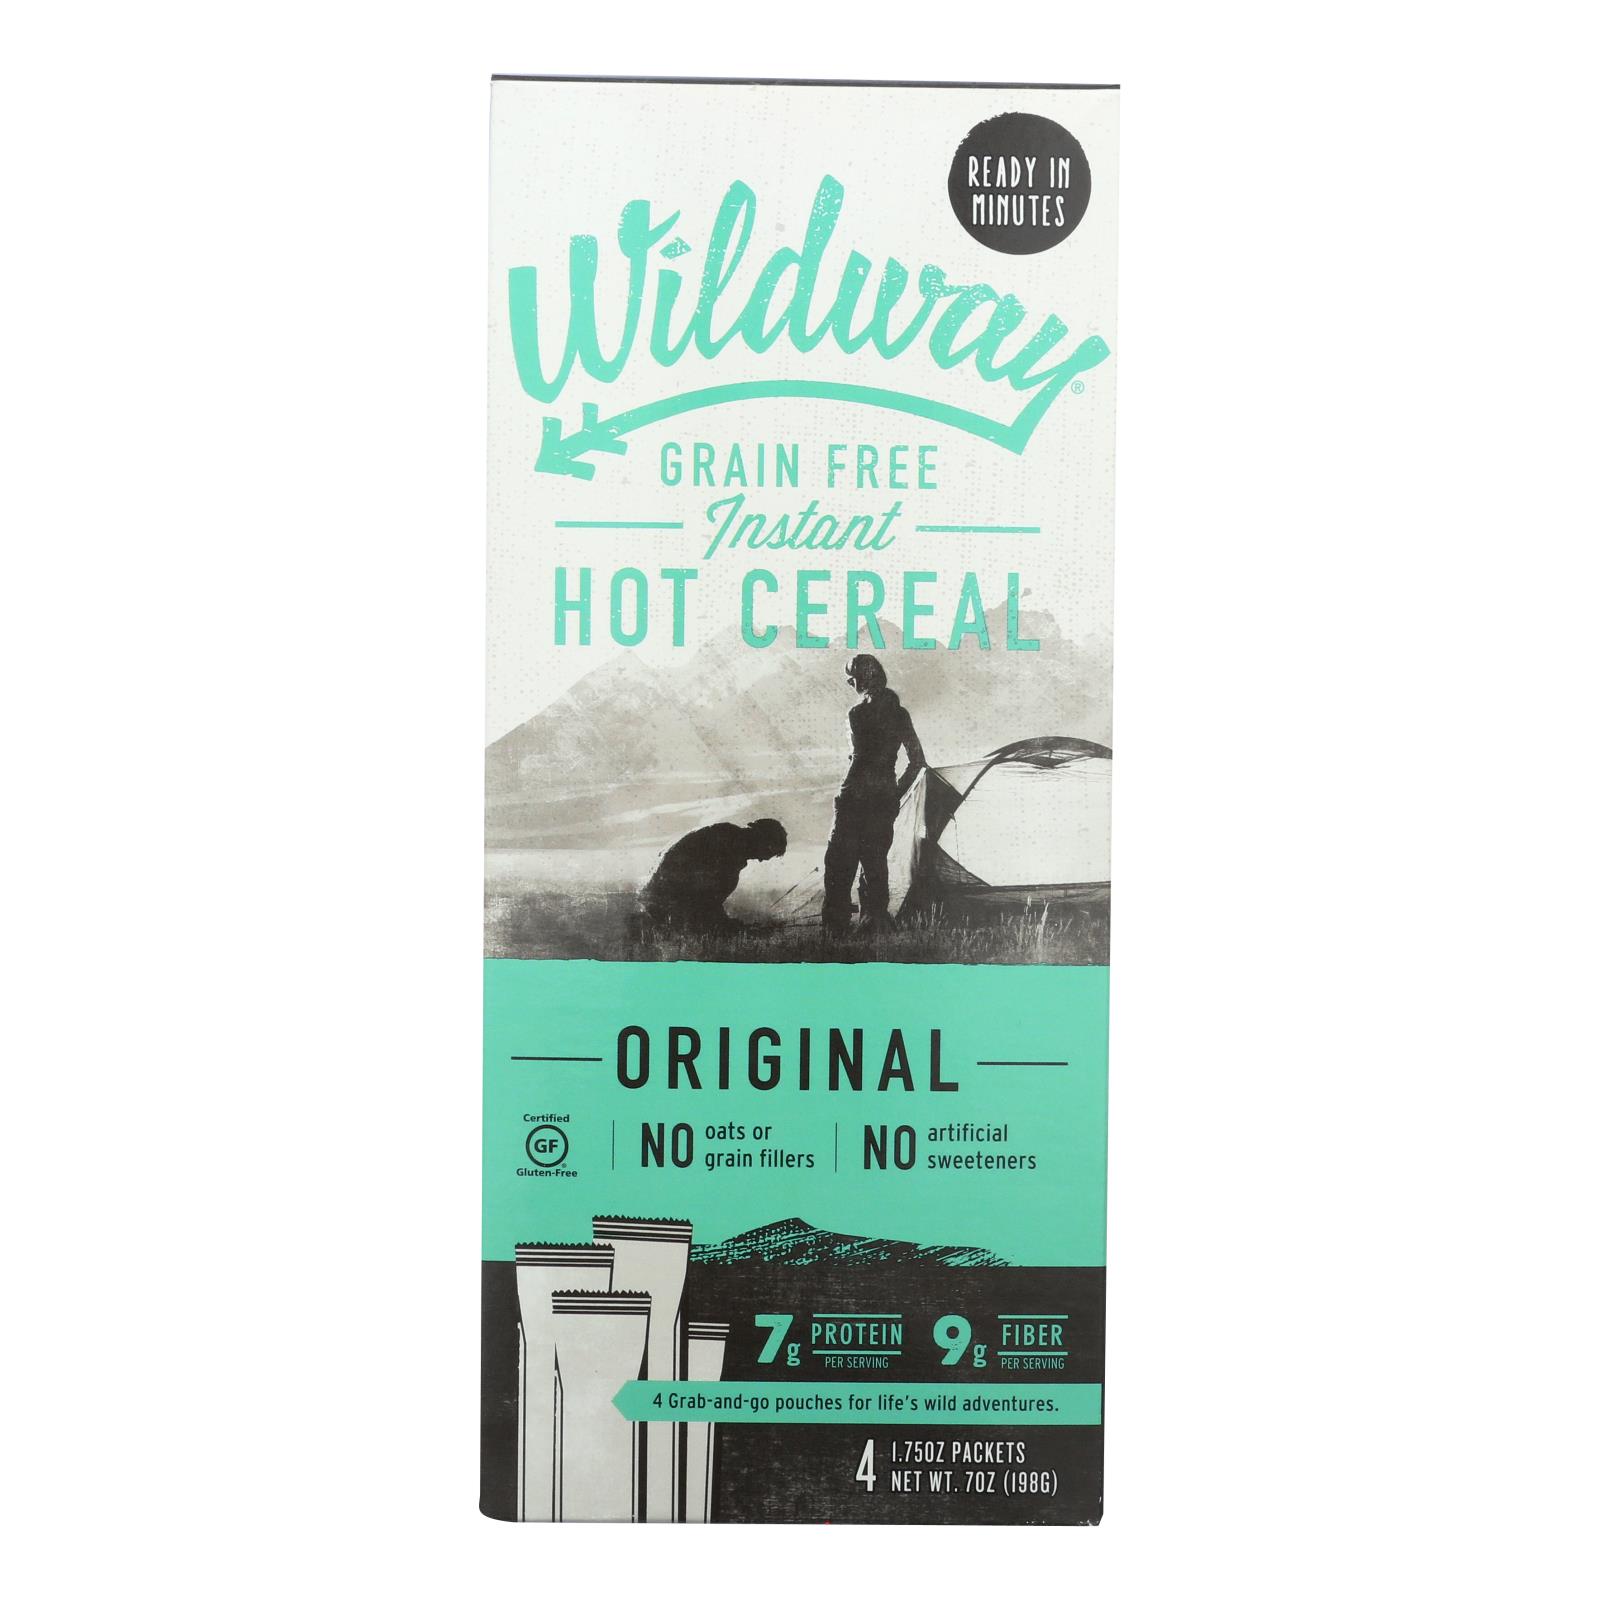 READY IN
MINUTES
Wildway®
GRAIN FREE
Instant
HOT CEREAL
ORIGINAL
Certified
GF®
Gluten-Free
NO oats or
grain fillers
NO artificial
sweeteners
7g PROTEIN
PER SERVING
9g FIBER
PER SERVING
4 Grab-and-go pouches for life's wild adventures.
4 1.75OZ PACKETS
NET WT. 7OZ (198G)